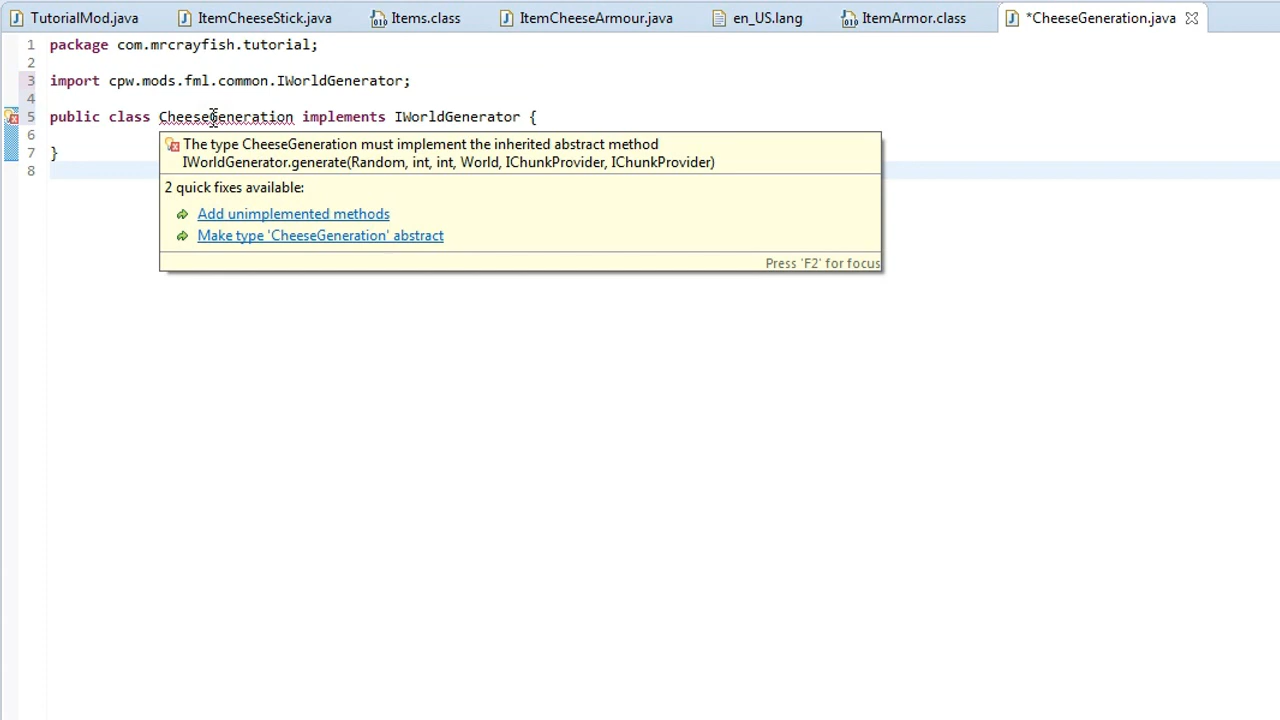 TutorialMod.java ItemCheeseStick.java Items.class ItemCheeseArmour.java en_US.lang ItemArmor.class *CheeseGeneration.java
1 package com.mrcrayfish.tutorial;
2
3 import cpw.mods.fml.common.IWorldGenerator;
4
5 public class CheeseGeneration implements IWorldGenerator {
6
7 }
8
The type CheeseGeneration must implement the inherited abstract method
IWorldGenerator.generate(Random, int, int, World, IChunkProvider, IChunkProvider)
2 quick fixes available:
Add unimplemented methods
Make type 'CheeseGeneration' abstract
Press 'F2' for focus